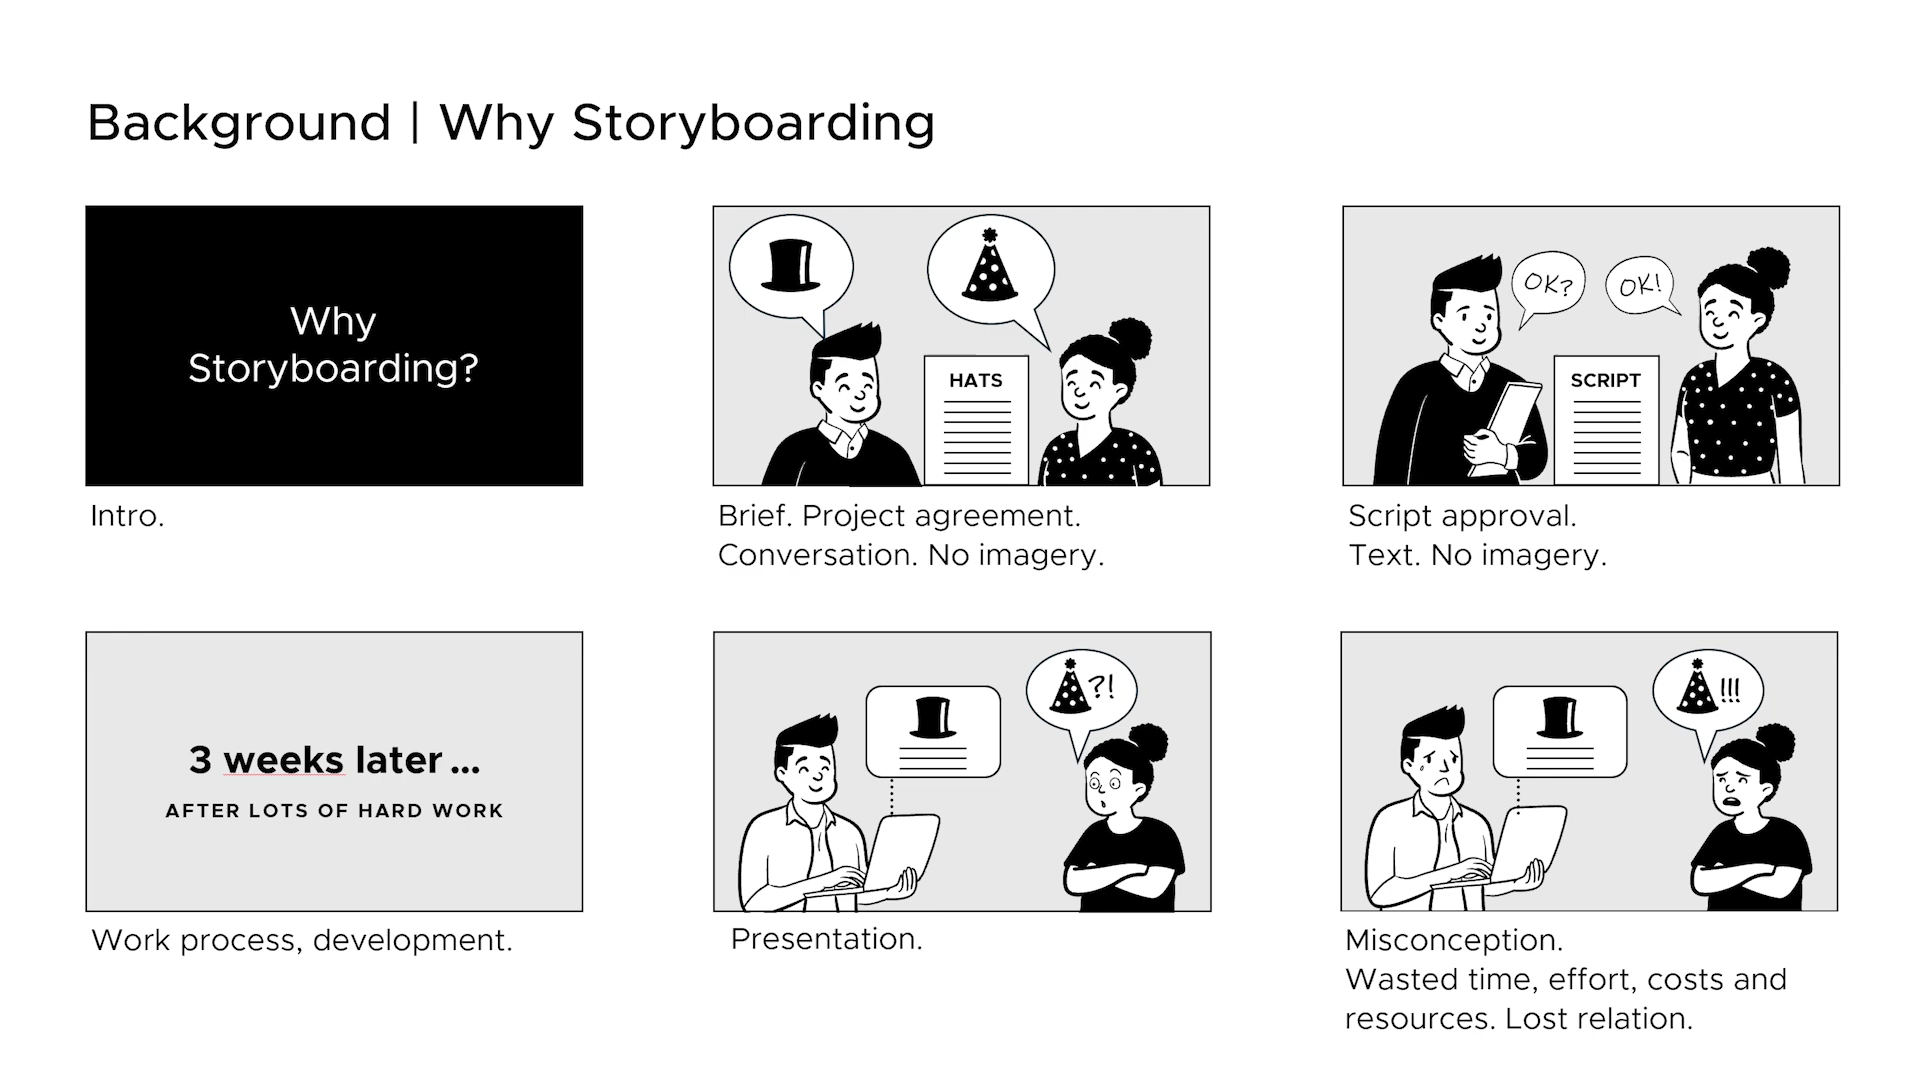 Background | Why Storyboarding
Why
Storyboarding?
Intro.
HATS
Brief. Project agreement.
Conversation. No imagery.
OK?
OK!
SCRIPT
Script approval.
Text. No imagery.
3 weeks later ...
AFTER LOTS OF HARD WORK
Work process, development.
?!
Presentation.
!!!
Misconception.
Wasted time, effort, costs and
resources. Lost relation.